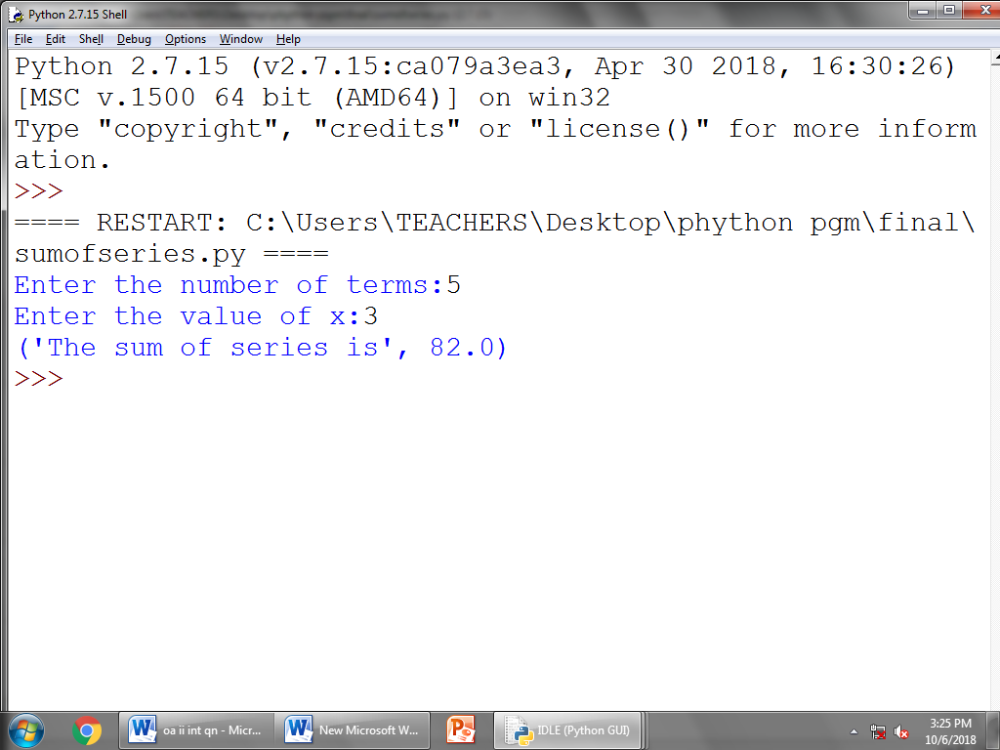 Python 2.7.15 Shell
File Edit Shell Debug Options Window Help
Python 2.7.15 (v2.7.15:ca079a3ea3, Apr 30 2018, 16:30:26)
[MSC v.1500 64 bit (AMD64)] on win32
Type "copyright", "credits" or "license()" for more inform
ation.
>>>
==== RESTART: C:\Users\TEACHERS\Desktop\phython pgm\final\
sumofseries.py ====
Enter the number of terms:5
Enter the value of x:3
('The sum of series is', 82.0)
>>>
oa ii int qn - Micr... New Microsoft W... IDLE (Python GUI) 3:25 PM
10/6/2018